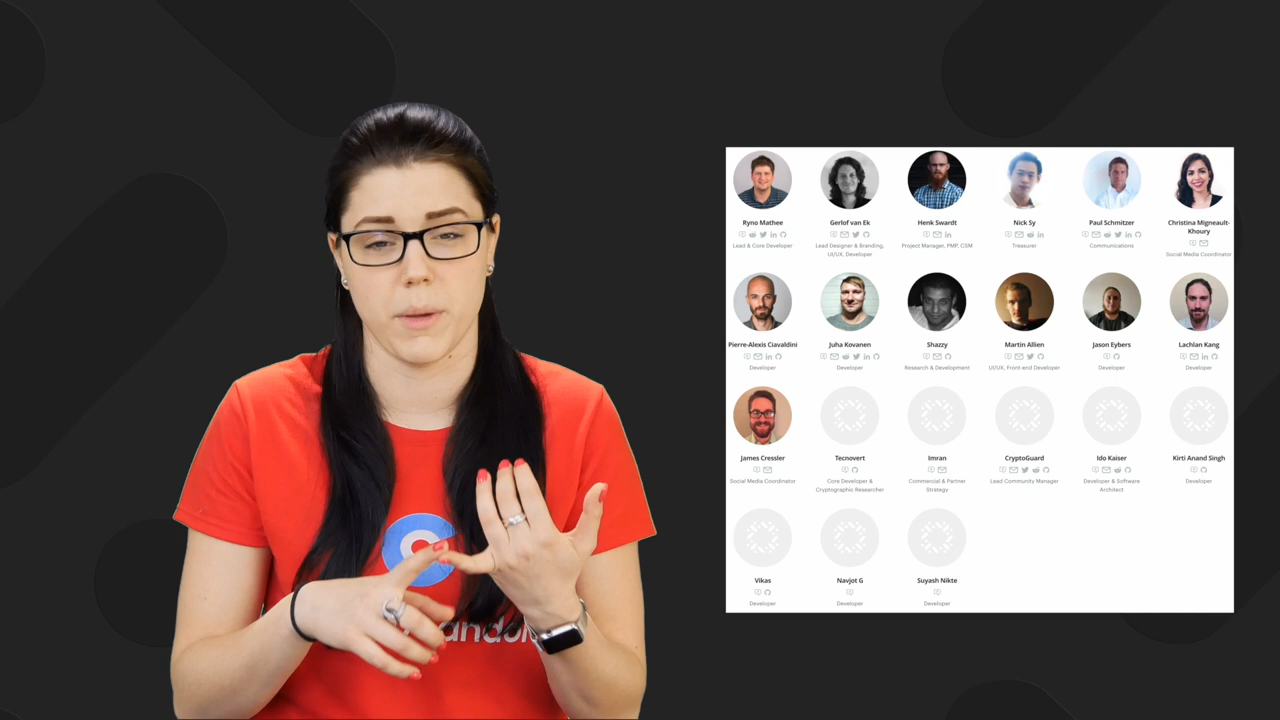 Ryno Mathee
Lead & Core Developer
Gerlof van Ek
Lead Designer & Branding,
UI/UX, Developer
Henk Swardt
Project Manager, PMP, CSM
Nick Sy
Treasurer
Paul Schmitzer
Communications
Christina Migneault-
Khoury
Social Media Coordinator
Pierre-Alexis Ciavaldini
Developer
Juha Kovanen
Developer
Shazzy
Research & Development
Martin Allien
UI/UX, Front-end Developer
Jason Eybers
Developer
Lachlan Kang
Developer
James Cressler
Social Media Coordinator
Tecnovert
Core Developer &
Cryptographic Researcher
Imran
Commercial & Partner
Strategy
CryptoGuard
Lead Community Manager
Ido Kaiser
Developer & Software
Architect
Kirti Anand Singh
Developer
Vikas
Developer
Navjot G
Developer
Suyash Nikte
Developer